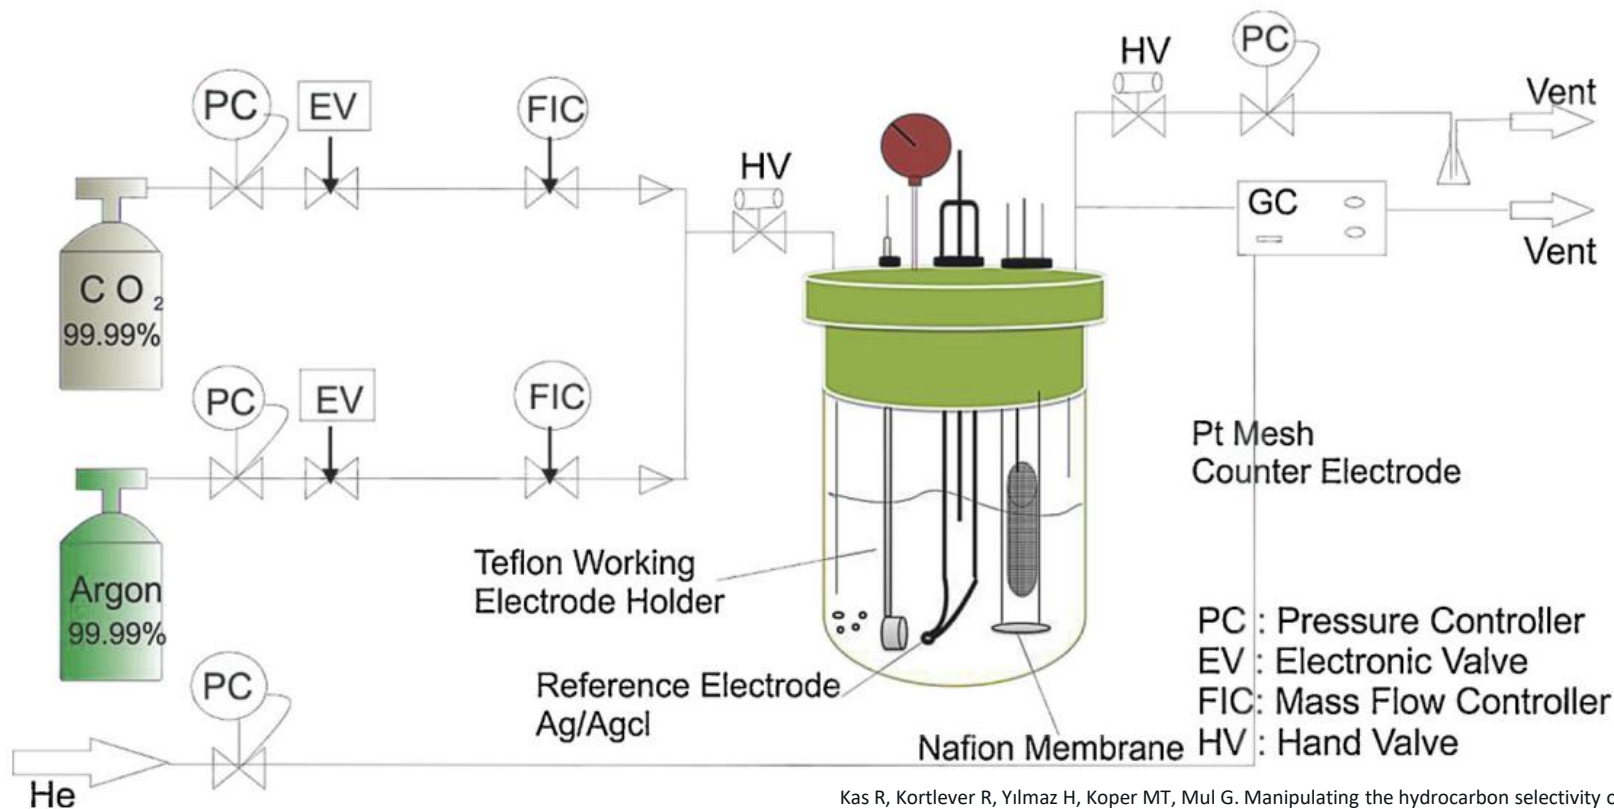 PC
EV
FIC
HV
HV
PC
Vent
GC
Vent
CO2
99.99%
PC
EV
FIC
Argon
99.99%
Pt Mesh
Counter Electrode
Teflon Working
Electrode Holder
Reference Electrode
Ag/Agcl
Nafion Membrane
PC : Pressure Controller
EV : Electronic Valve
FIC: Mass Flow Controller
HV : Hand Valve
PC
He
Kas R, Kortlever R, Yılmaz H, Koper MT, Mul G. Manipulating the hydrocarbon selectivity